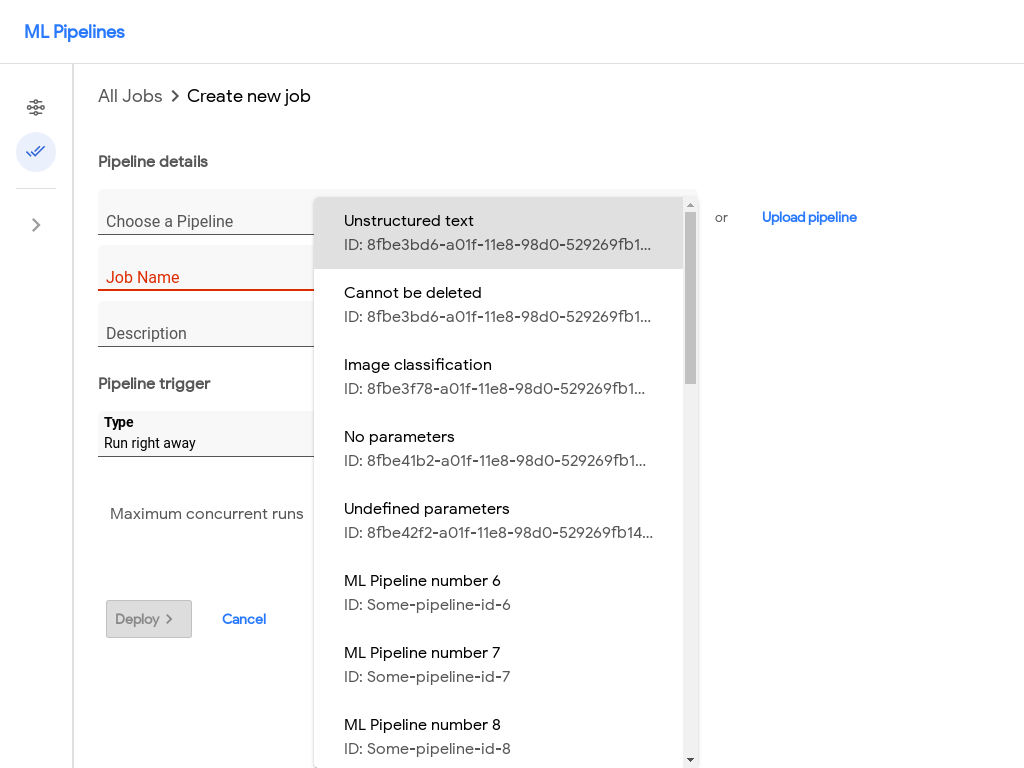 ML Pipelines
All Jobs > Create new job
Pipeline details
Choose a Pipeline
or
Upload pipeline
Job Name
Description
Pipeline trigger
Type
Run right away
Maximum concurrent runs
Deploy >
Cancel
Unstructured text
ID: 8fbe3bd6-a01f-11e8-98d0-529269fb1...
Cannot be deleted
ID: 8fbe3bd6-a01f-11e8-98d0-529269fb1...
Image classification
ID: 8fbe3f78-a01f-11e8-98d0-529269fb1...
No parameters
ID: 8fbe41b2-a01f-11e8-98d0-529269fb1...
Undefined parameters
ID: 8fbe42f2-a01f-11e8-98d0-529269fb14...
ML Pipeline number 6
ID: Some-pipeline-id-6
ML Pipeline number 7
ID: Some-pipeline-id-7
ML Pipeline number 8
ID: Some-pipeline-id-8